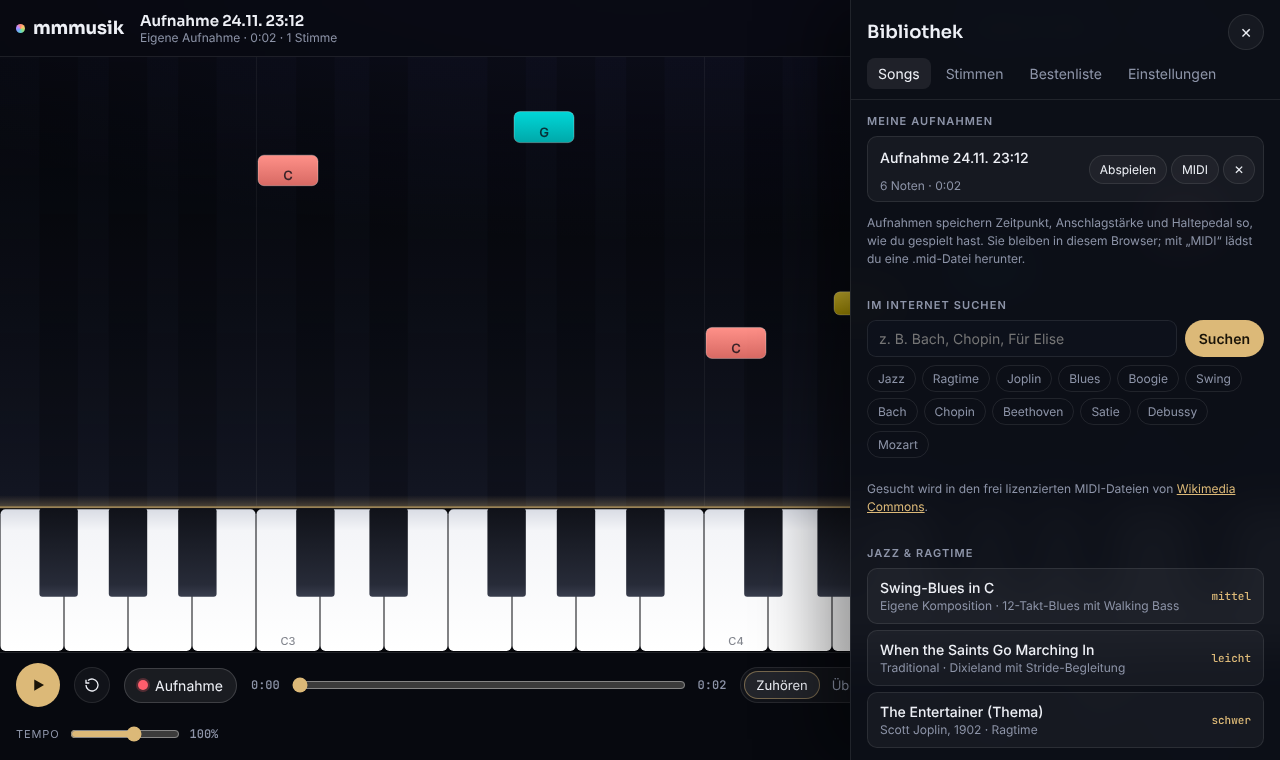 mmmusik
Aufnahme 24.11. 23:12
Eigene Aufnahme · 0:02 · 1 Stimme
G
C
C
C3
C4
Aufnahme
0:00
0:02
Zuhören
Üb
TEMPO
100%
Bibliothek
✕
Songs
Stimmen
Bestenliste
Einstellungen
MEINE AUFNAHMEN
Aufnahme 24.11. 23:12
6 Noten · 0:02
Abspielen
MIDI
✕
Aufnahmen speichern Zeitpunkt, Anschlagstärke und Haltepedal so,
wie du gespielt hast. Sie bleiben in diesem Browser; mit „MIDI“ lädst
du eine .mid-Datei herunter.
IM INTERNET SUCHEN
z. B. Bach, Chopin, Für Elise
Suchen
Jazz
Ragtime
Joplin
Blues
Boogie
Swing
Bach
Chopin
Beethoven
Satie
Debussy
Mozart
Gesucht wird in den frei lizenzierten MIDI-Dateien von Wikimedia
Commons.
JAZZ & RAGTIME
Swing-Blues in C
Eigene Komposition · 12-Takt-Blues mit Walking Bass
mittel
When the Saints Go Marching In
Traditional · Dixieland mit Stride-Begleitung
leicht
The Entertainer (Thema)
Scott Joplin, 1902 · Ragtime
schwer